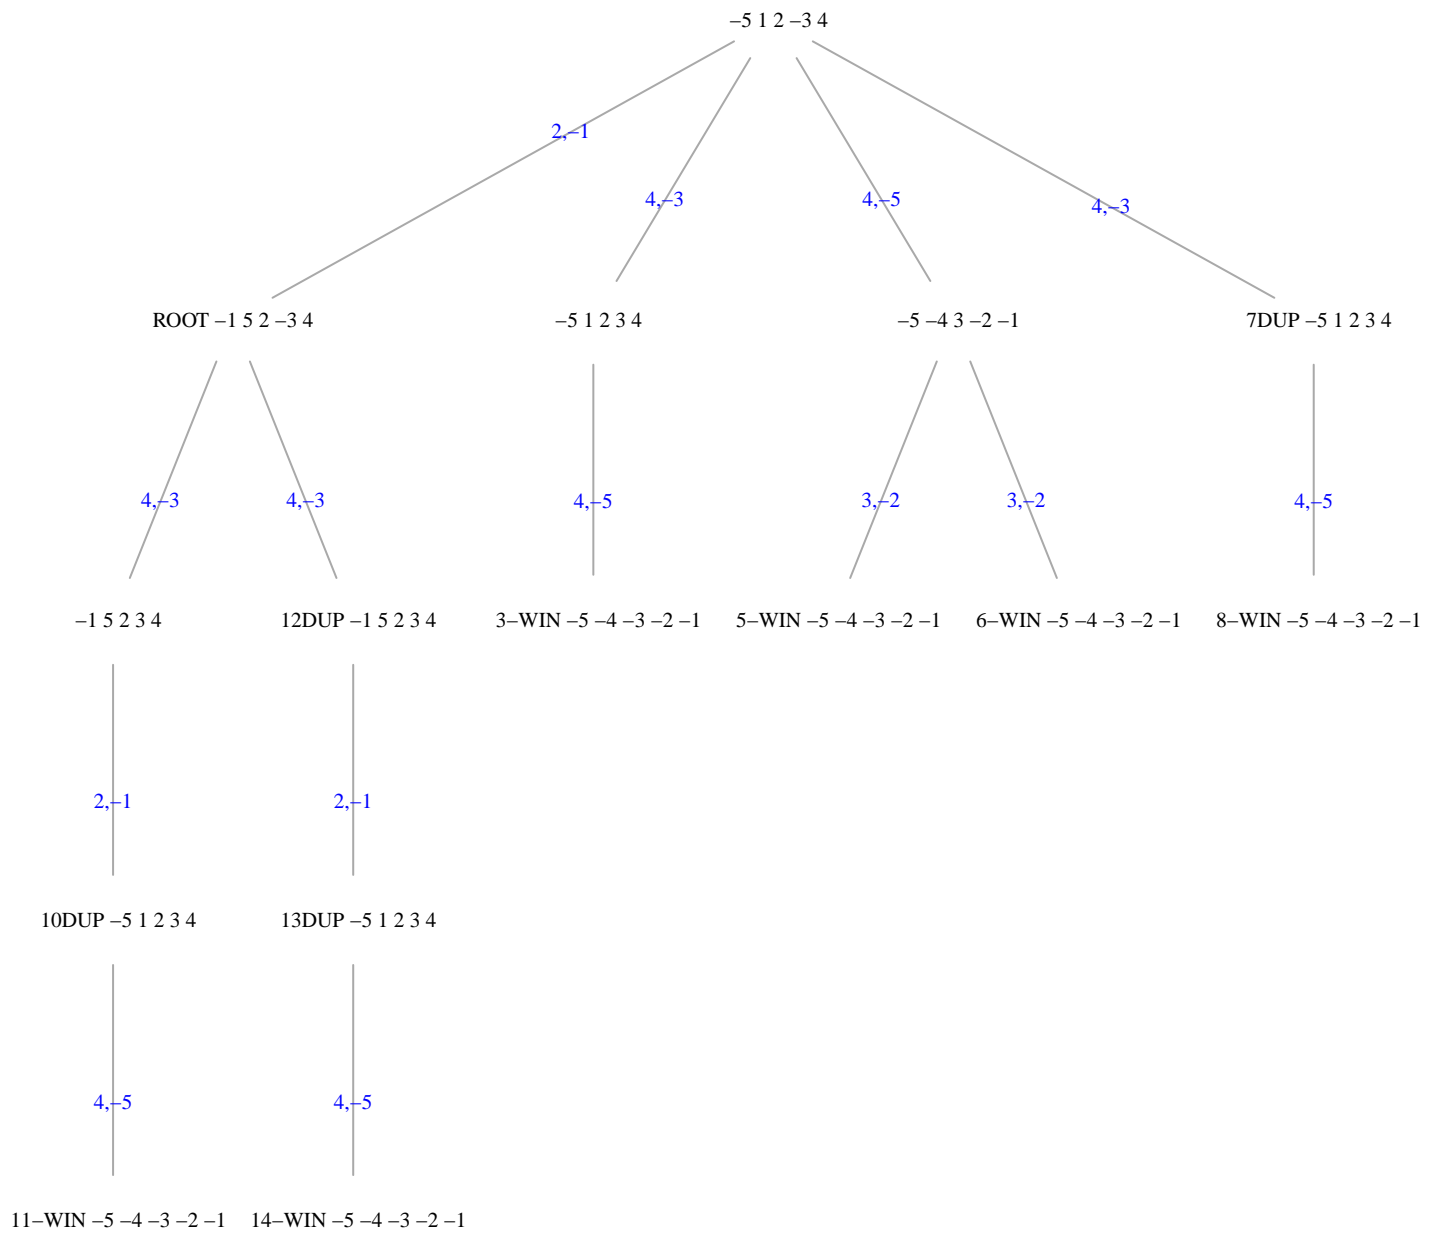 −5 1 2 −3 4
2,−1
4,−3
4,−5
4,−3
ROOT −1 5 2 −3 4
−5 1 2 3 4
−5 −4 3 −2 −1
7DUP −5 1 2 3 4
4,−3
4,−3
4,−5
3,−2
3,−2
4,−5
−1 5 2 3 4
12DUP −1 5 2 3 4
3−WIN −5 −4 −3 −2 −1
5−WIN −5 −4 −3 −2 −1
6−WIN −5 −4 −3 −2 −1
8−WIN −5 −4 −3 −2 −1
2,−1
2,−1
10DUP −5 1 2 3 4
13DUP −5 1 2 3 4
4,−5
4,−5
11−WIN −5 −4 −3 −2 −1
14−WIN −5 −4 −3 −2 −1